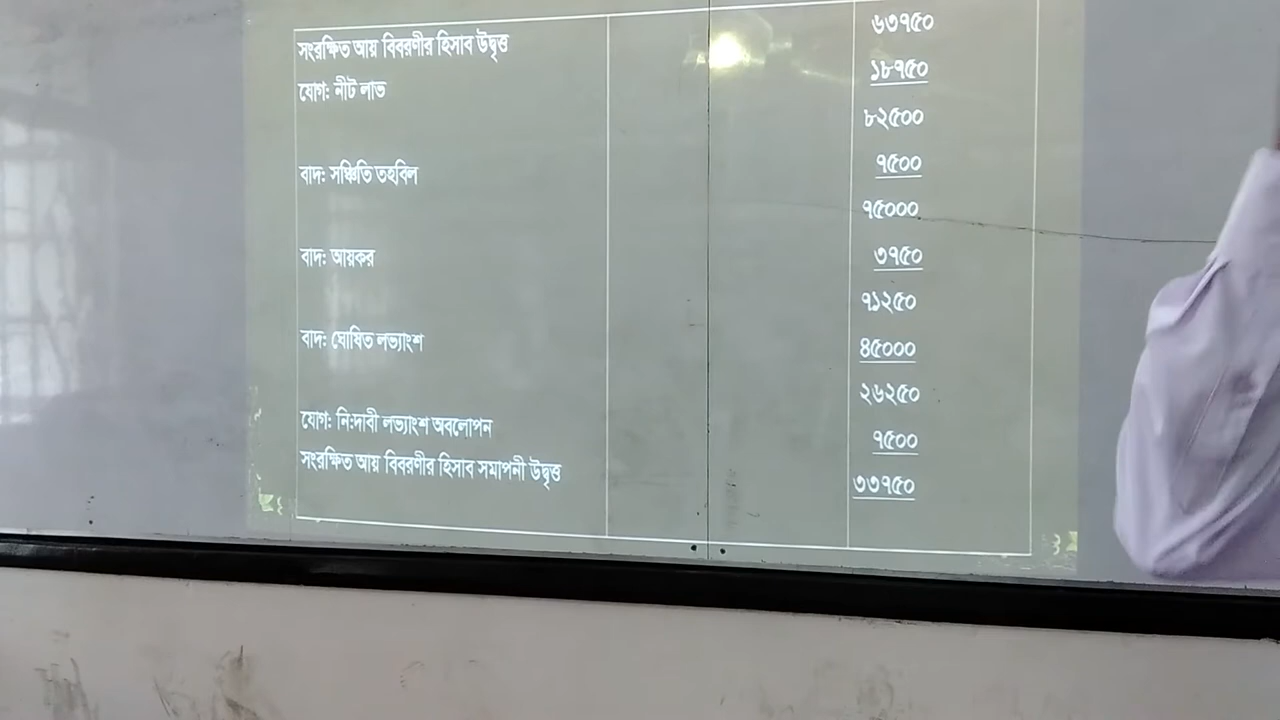 সংরক্ষিত আয় বিবরণীর হিসাব উদ্বৃত্ত ৬৩৭৫০
যোগ: নীট লাভ ১৮৭৫০
৮২৫০০
বাদ: সঞ্চিতি তহবিল ৭৫০০
৭৫০০০
বাদ: আয়কর ৩৭৫০
৭১২৫০
বাদ: ঘোষিত লভ্যাংশ ৪৫০০০
২৬২৫০
যোগ: নি:দাবী লভ্যাংশ অবলোপন ৭৫০০
সংরক্ষিত আয় বিবরণীর হিসাব সমাপনী উদ্বৃত্ত ৩৩৭৫০